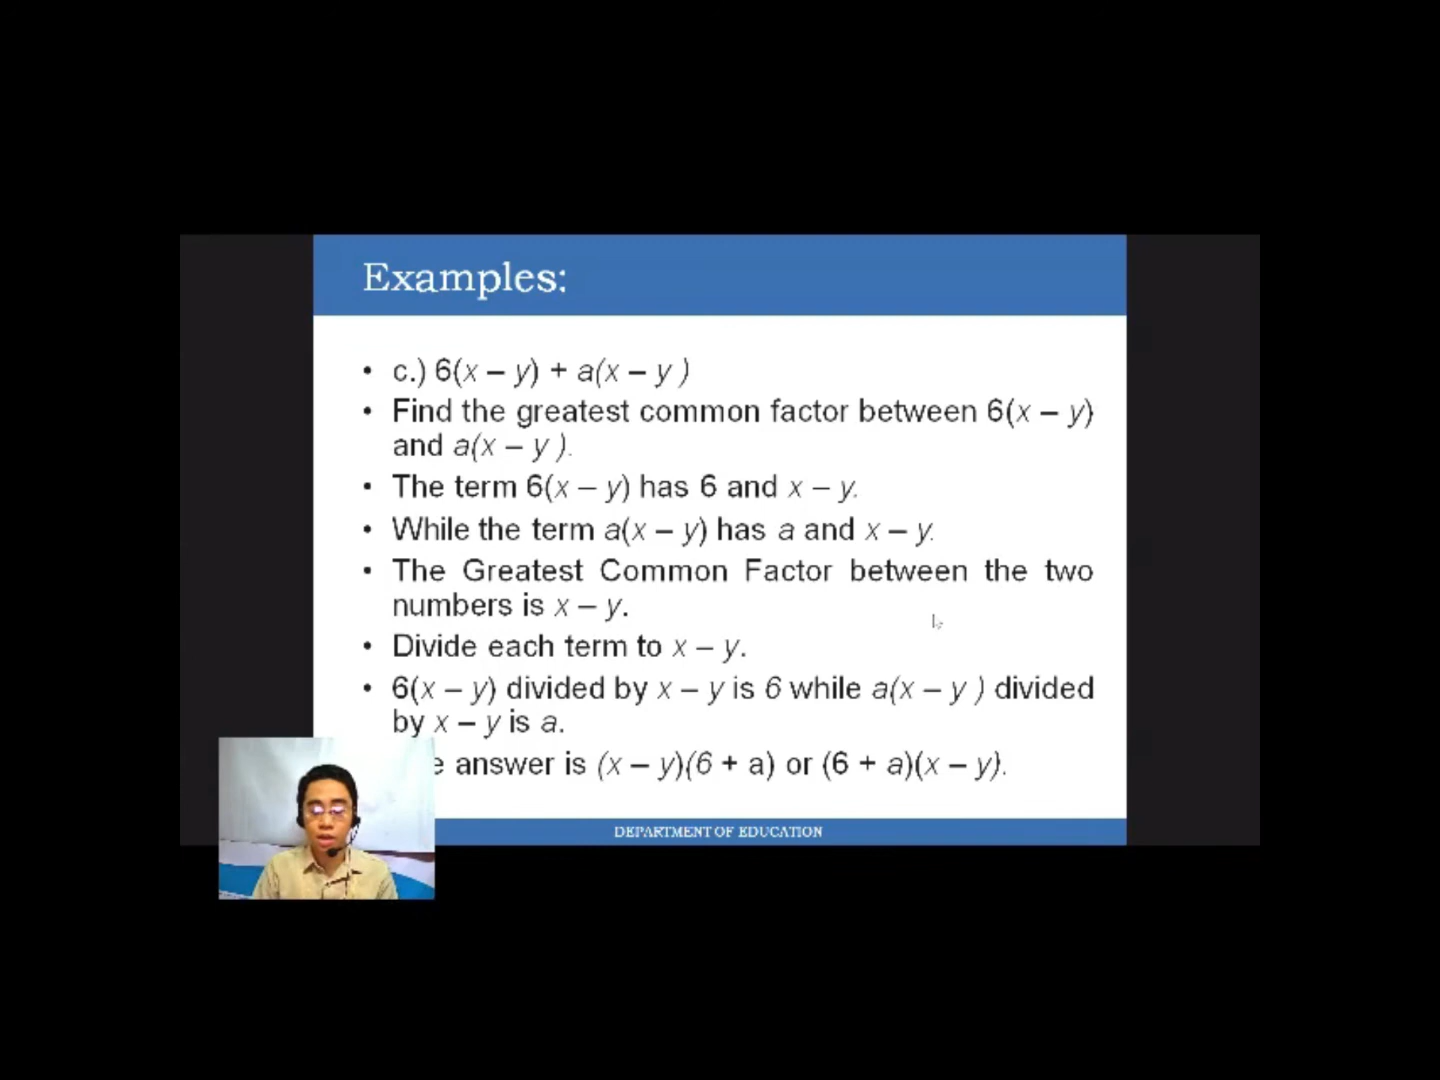 Examples:
• c.) 6(x – y) + a(x – y )
• Find the greatest common factor between 6(x – y)
and a(x – y ).
• The term 6(x – y) has 6 and x – y.
• While the term a(x – y) has a and x – y.
• The Greatest Common Factor between the two
numbers is x – y.
• Divide each term to x – y.
• 6(x – y) divided by x – y is 6 while a(x – y ) divided
by x – y is a.
answer is (x – y)(6 + a) or (6 + a)(x – y).
DEPARTMENT OF EDUCATION